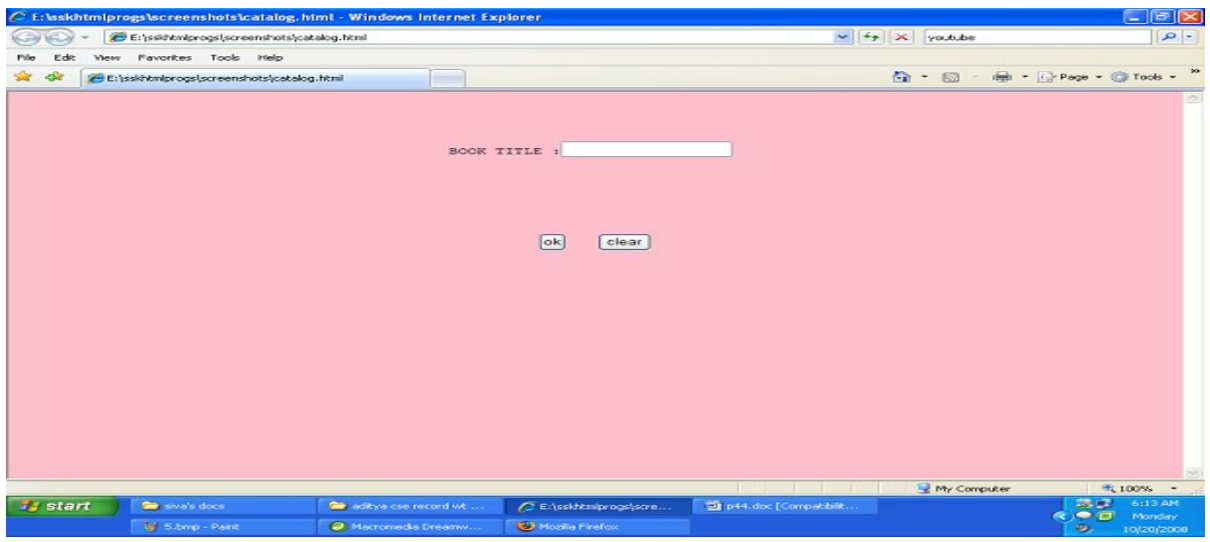 E:\sskhtmlprogs\screenshots\catalog.html - Windows Internet Explorer
E:\sskhtmlprogs\screenshots\catalog.html
youtube
File Edit View Favorites Tools Help
E:\sskhtmlprogs\screenshots\catalog.html
Page Tools
BOOK TITLE :
ok clear
My Computer 100%
start siva's docs aditya cse record wt ... E:\sskhtmlprogs\scre... p44.doc [Compatibilit... 6:13 AM
5.bmp - Paint Macromedia Dreamw... Mozilla Firefox Monday
10/20/2008